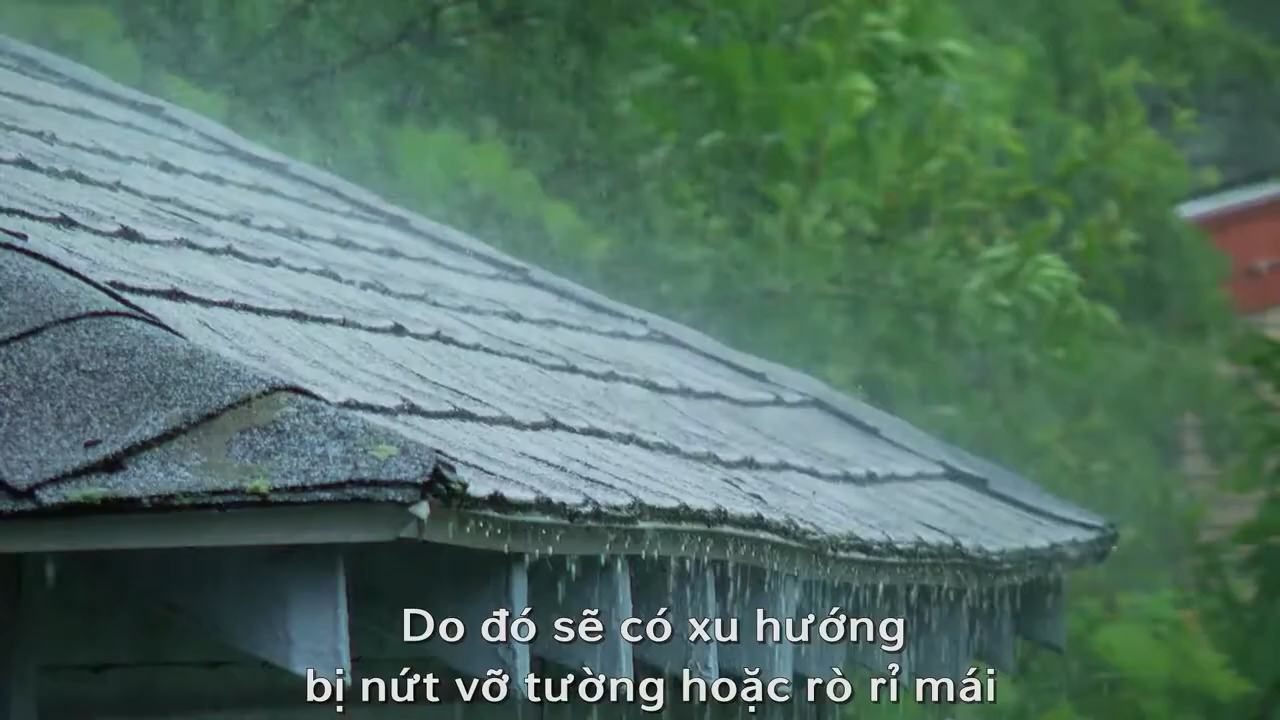 Do đó sẽ có xu hướng
bị nứt vỡ tường hoặc rò rỉ mái